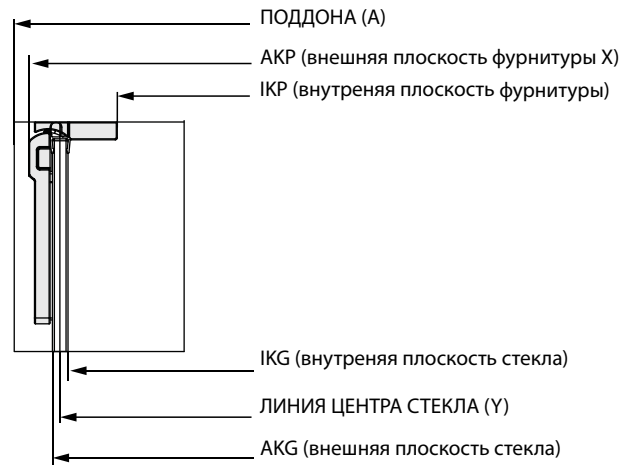 ПОДДОНА (A)
AKP (внешняя плоскость фурнитуры X)
IKP (внутреняя плоскость фурнитуры)
IKG (внутреняя плоскость стекла)
ЛИНИЯ ЦЕНТРА СТЕКЛА (Y)
AKG (внешняя плоскость стекла)